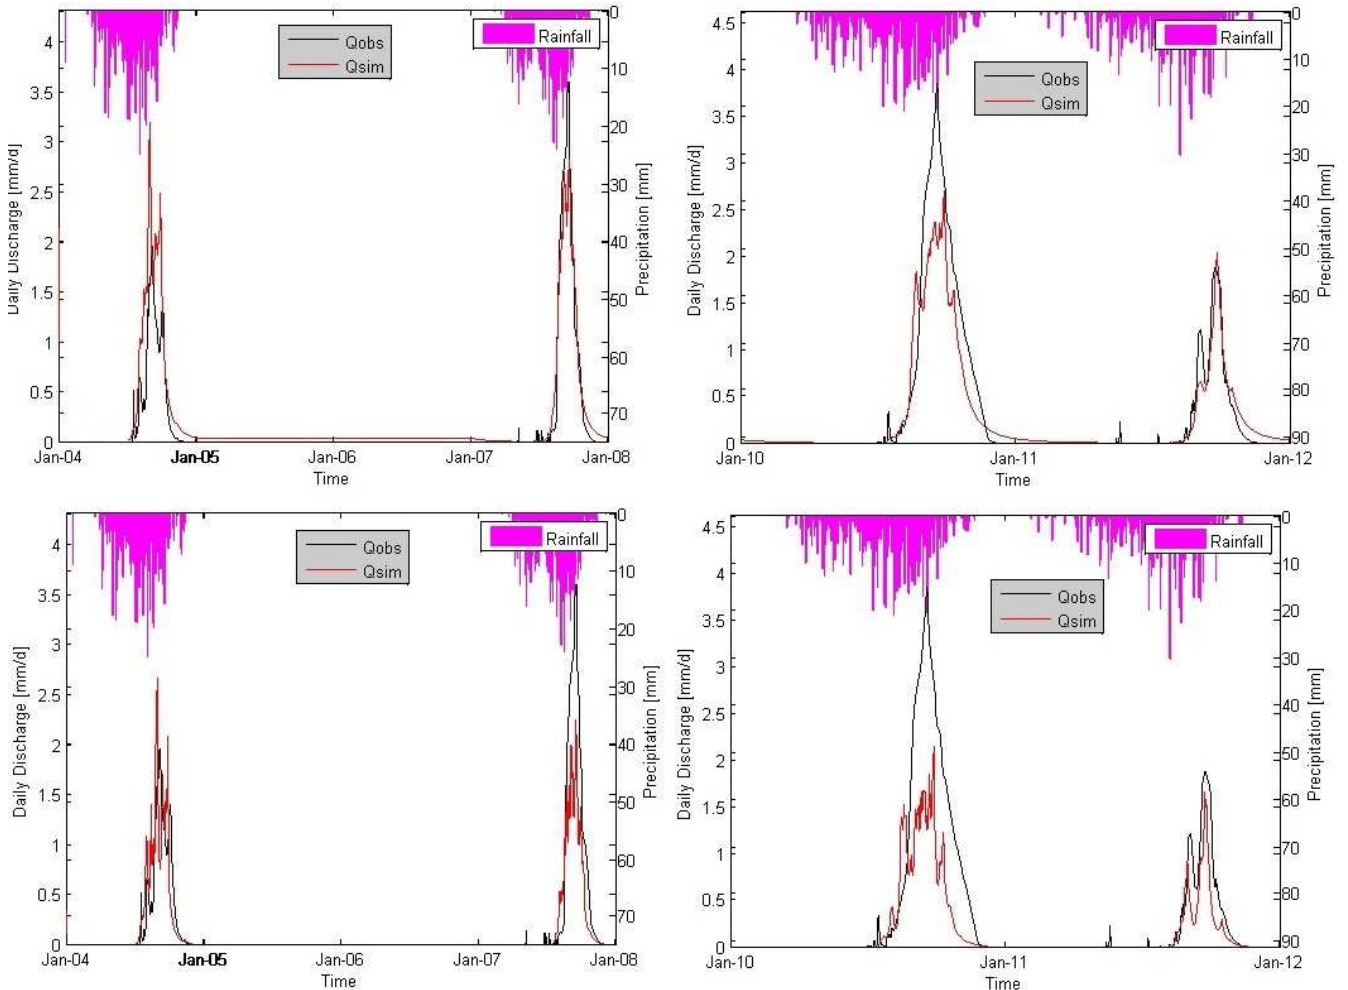 4
3.5
3
2.5
2
1.5
1
0.5
0
Daily Discharge [mm/d]
Jan-04
Jan-05
Jan-06
Jan-07
Jan-08
Time
0
10
20
30
40
50
60
70
Precipitation [mm]
Qobs
Qsim
Rainfall
4.5
4
3.5
3
2.5
2
1.5
1
0.5
0
Daily Discharge [mm/d]
Jan-10
Jan-11
Jan-12
Time
0
10
20
30
40
50
60
70
80
90
Precipitation [mm]
Qobs
Qsim
Rainfall
4
3.5
3
2.5
2
1.5
1
0.5
0
Daily Discharge [mm/d]
Jan-04
Jan-05
Jan-06
Jan-07
Jan-08
Time
0
10
20
30
40
50
60
70
Precipitation [mm]
Qobs
Qsim
Rainfall
4.5
4
3.5
3
2.5
2
1.5
1
0.5
0
Daily Discharge [mm/d]
Jan-10
Jan-11
Jan-12
Time
0
10
20
30
40
50
60
70
80
90
Precipitation [mm]
Qobs
Qsim
Rainfall